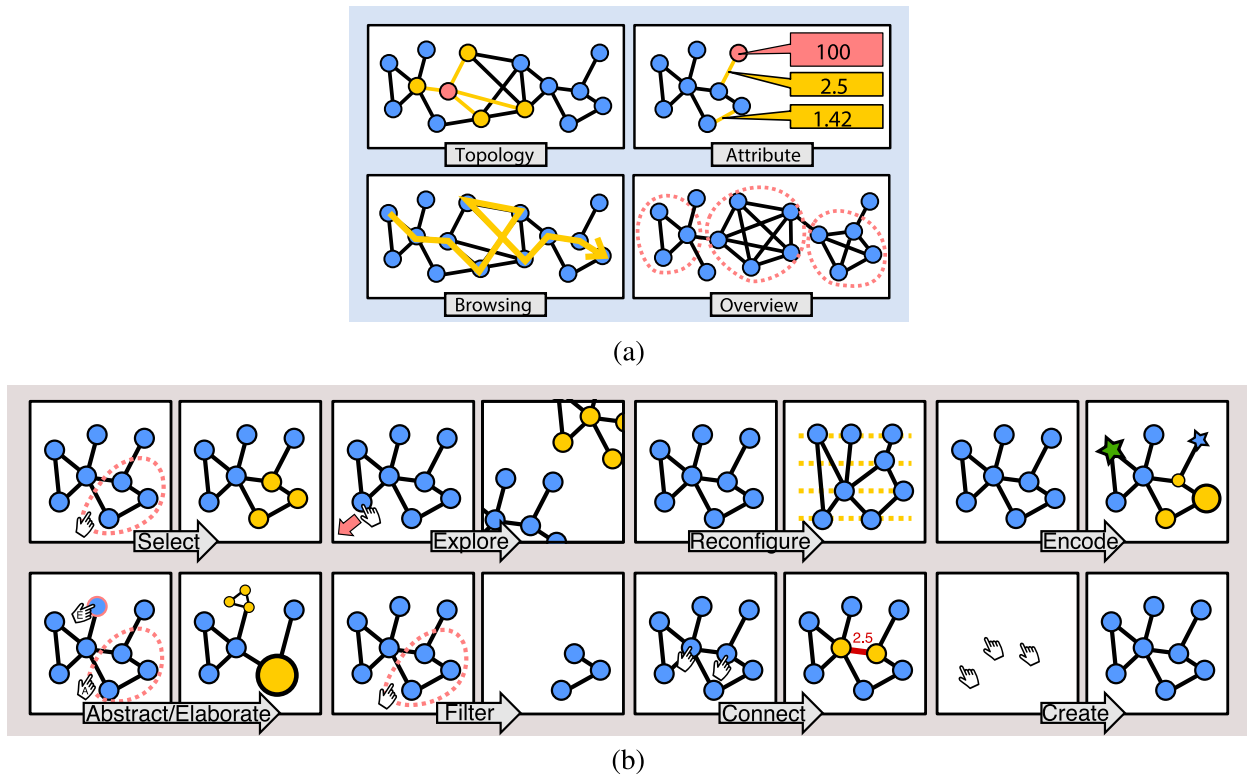 100
2.5
1.42
Topology
Attribute
Browsing
Overview
(a)
Select
Explore
Reconfigure
Encode
E
A
2.5
Abstract/Elaborate
Filter
Connect
Create
(b)